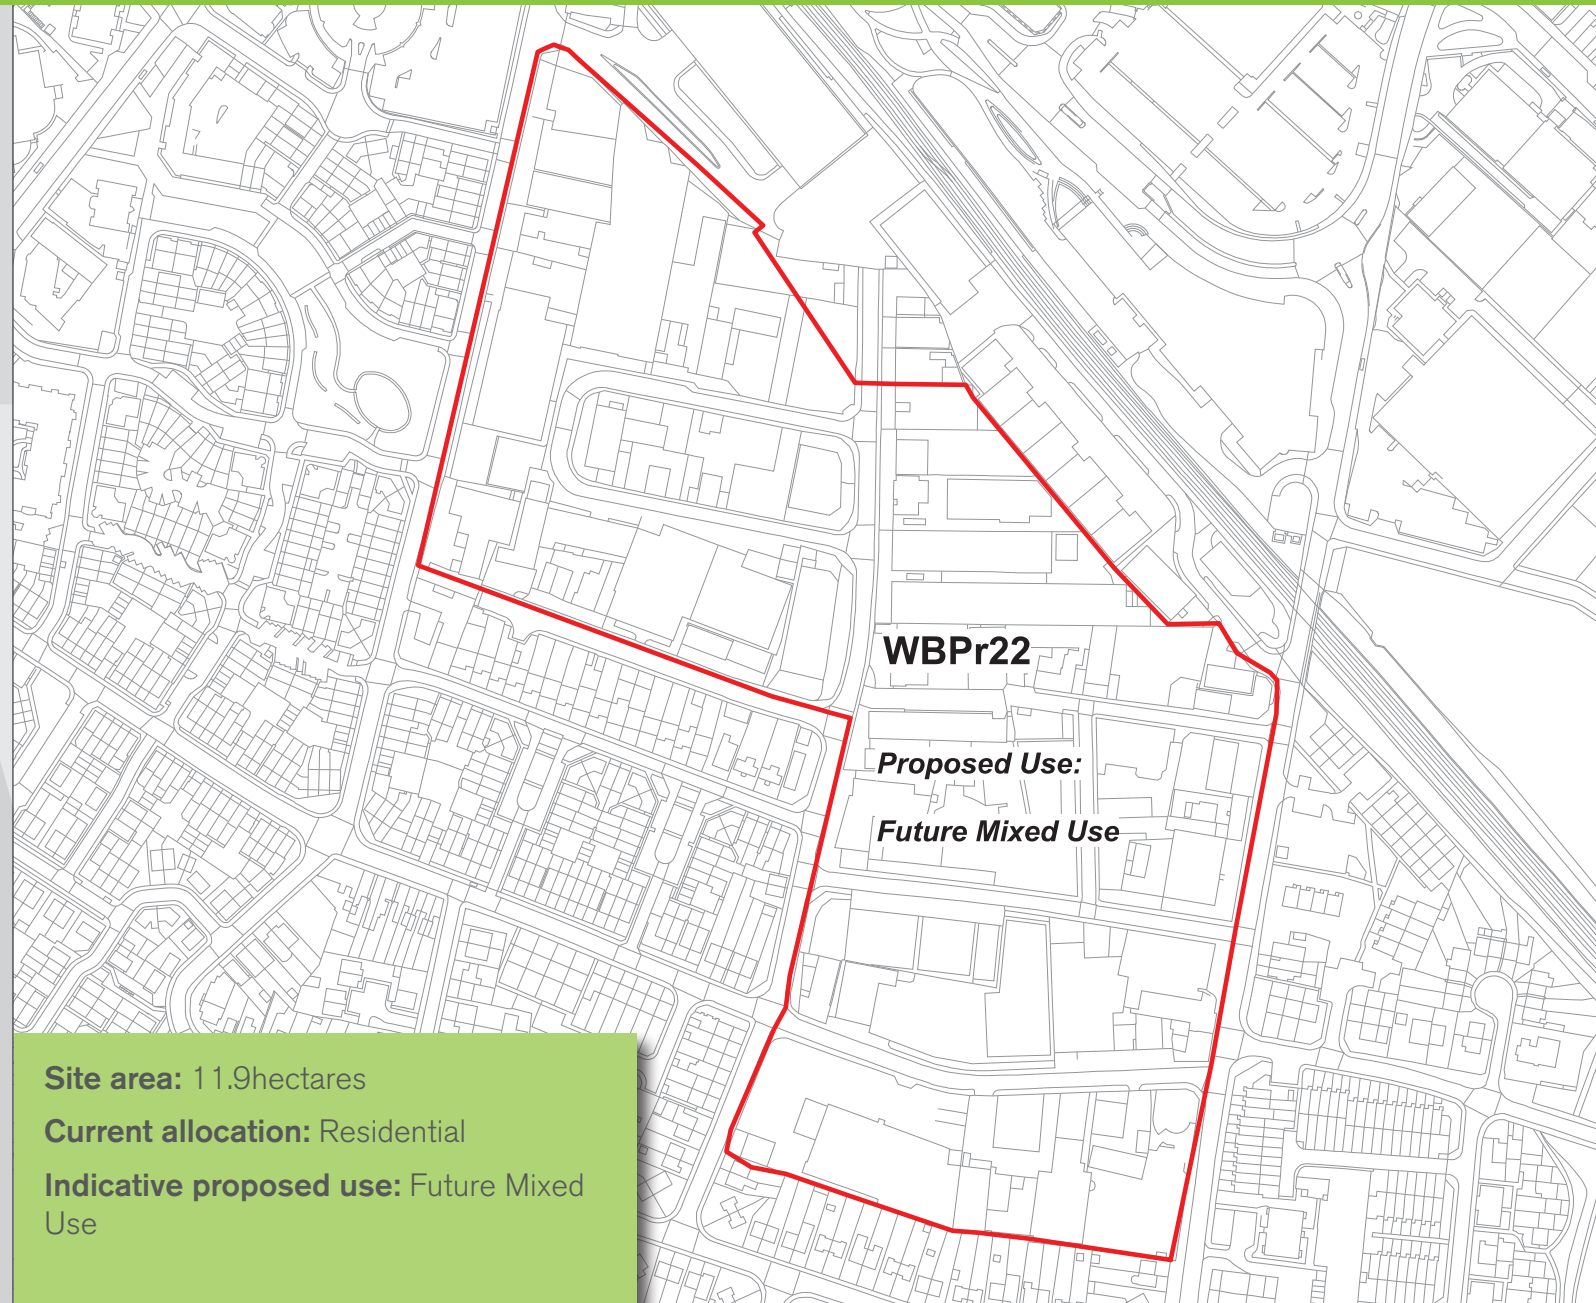 WBPr22
Proposed Use:
Future Mixed Use
Site area: 11.9hectares
Current allocation: Residential
Indicative proposed use: Future Mixed
Use